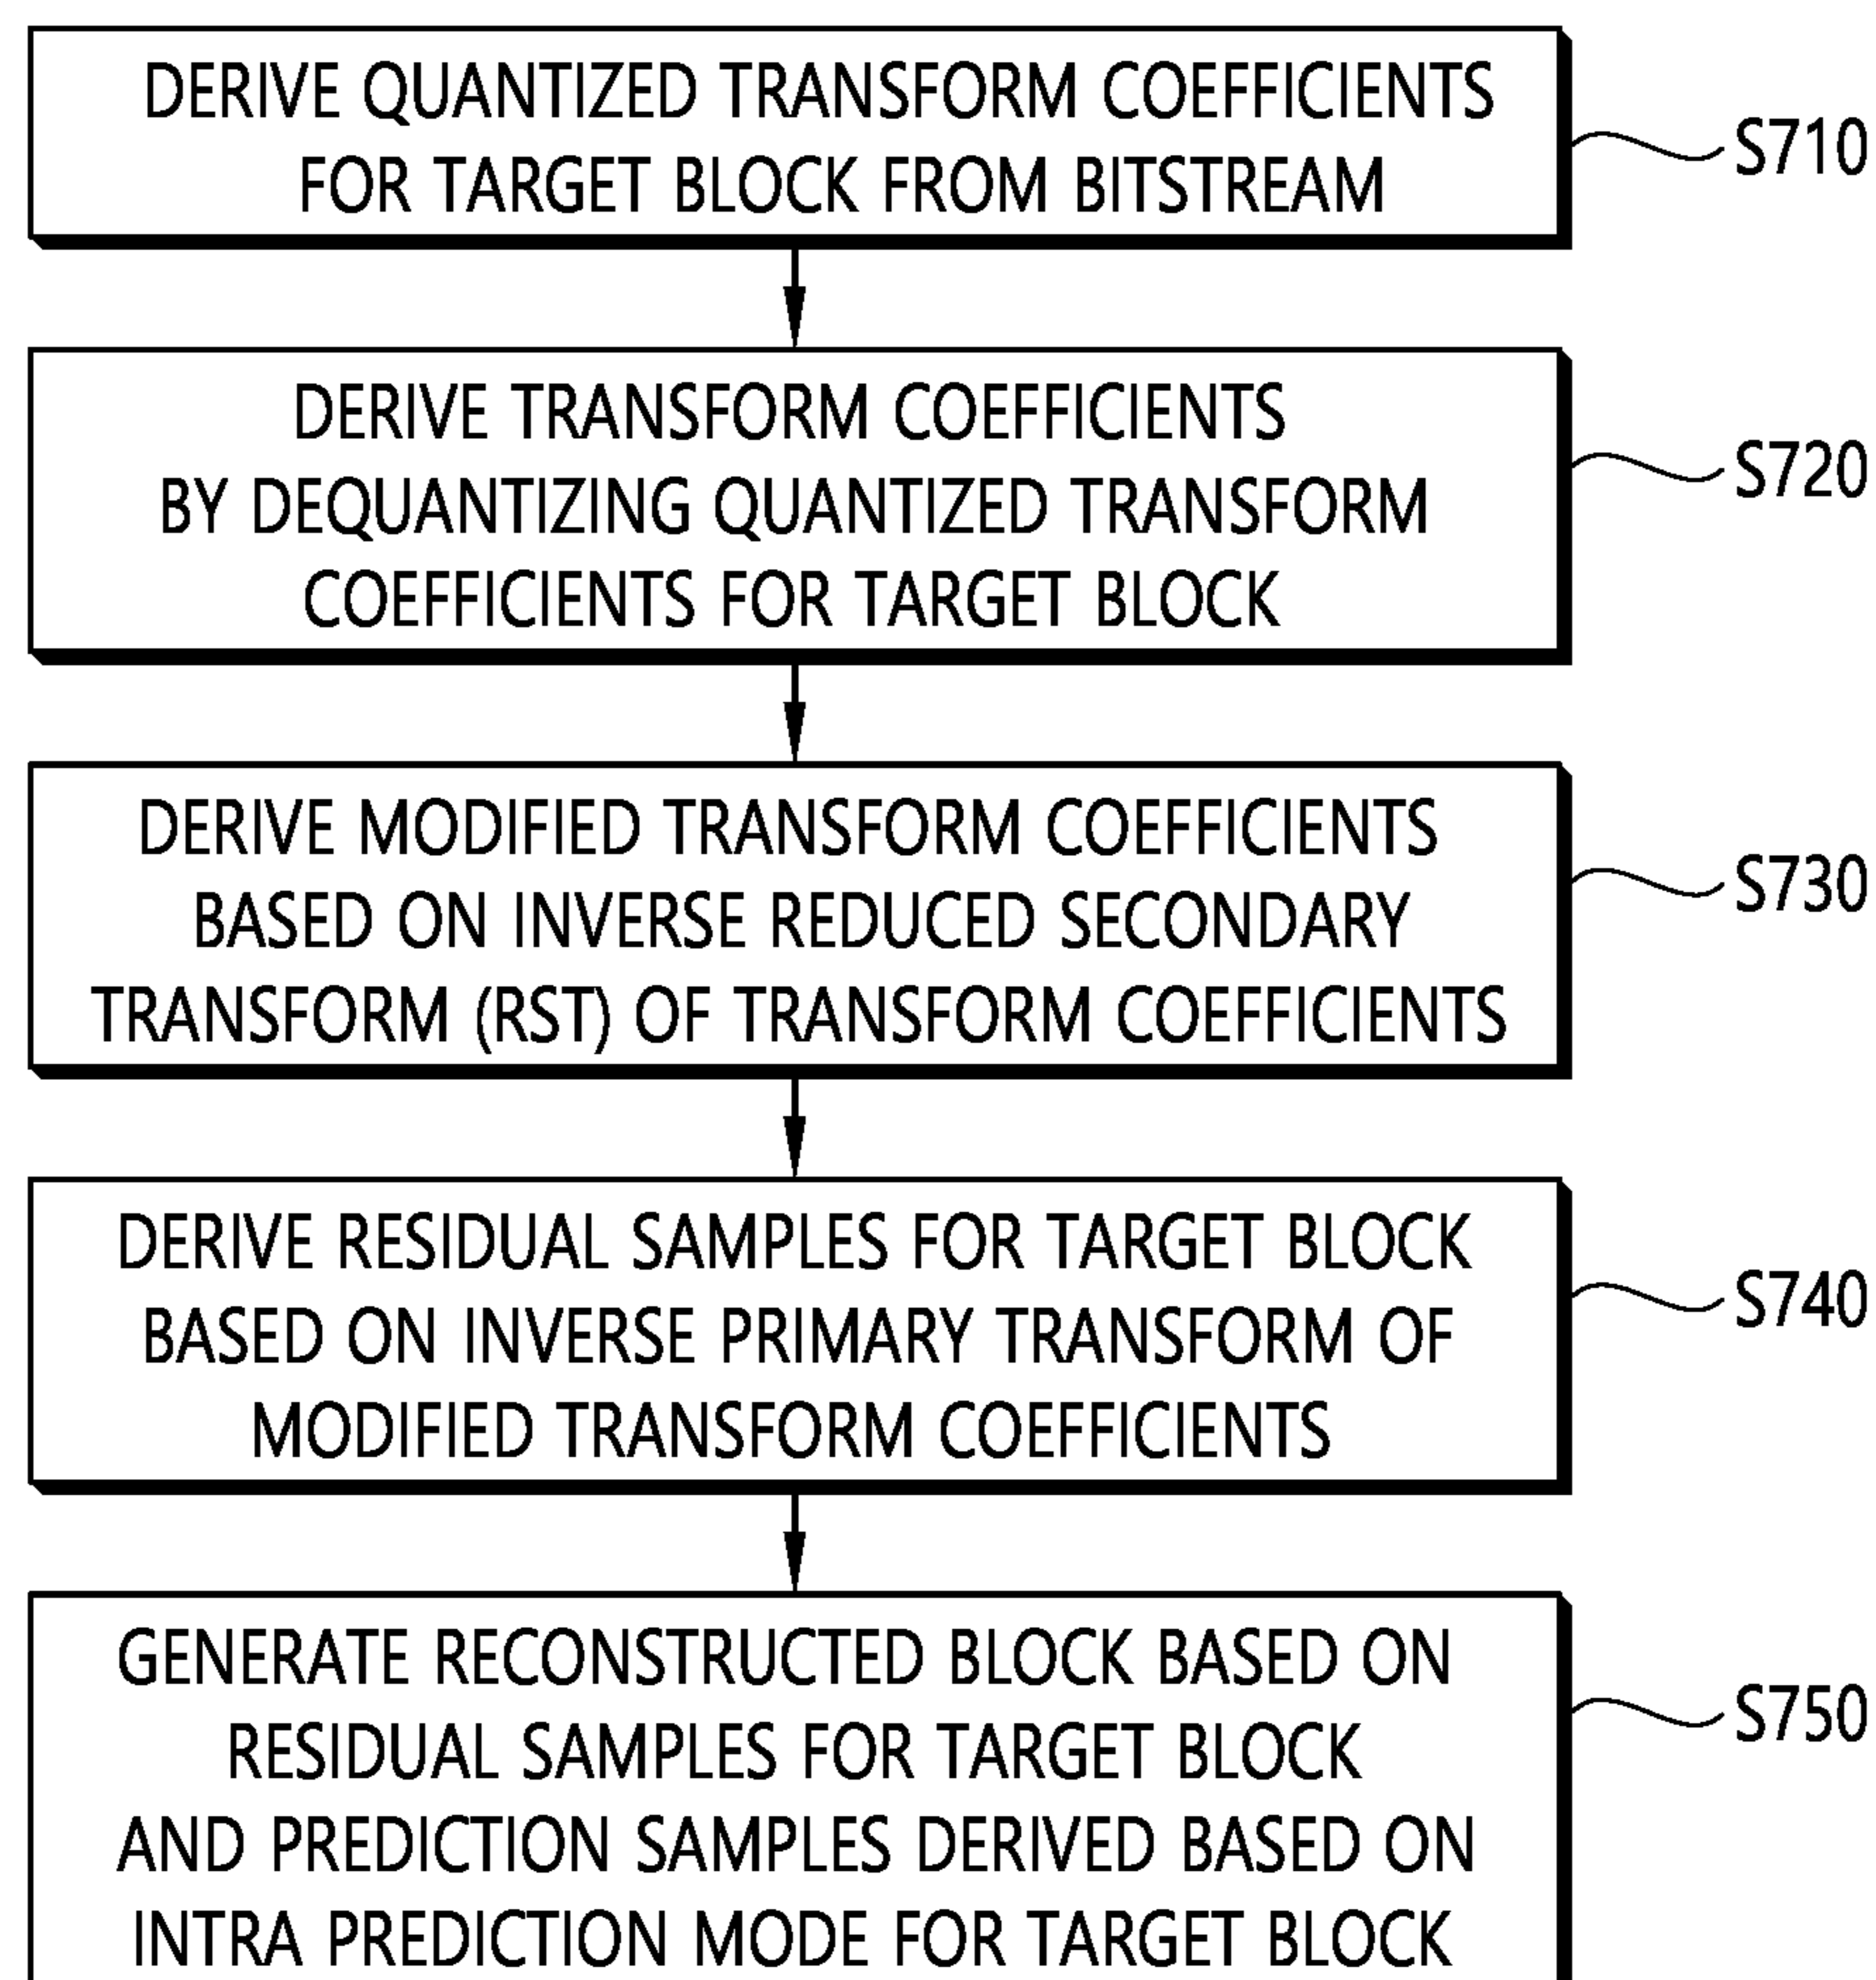 DERIVE QUANTIZED TRANSFORM COEFFICIENTS
FOR TARGET BLOCK FROM BITSTREAM
S710
DERIVE TRANSFORM COEFFICIENTS
BY DEQUANTIZING QUANTIZED TRANSFORM
COEFFICIENTS FOR TARGET BLOCK
S720
DERIVE MODIFIED TRANSFORM COEFFICIENTS
BASED ON INVERSE REDUCED SECONDARY
TRANSFORM (RST) OF TRANSFORM COEFFICIENTS
S730
DERIVE RESIDUAL SAMPLES FOR TARGET BLOCK
BASED ON INVERSE PRIMARY TRANSFORM OF
MODIFIED TRANSFORM COEFFICIENTS
S740
GENERATE RECONSTRUCTED BLOCK BASED ON
RESIDUAL SAMPLES FOR TARGET BLOCK
AND PREDICTION SAMPLES DERIVED BASED ON
INTRA PREDICTION MODE FOR TARGET BLOCK
S750